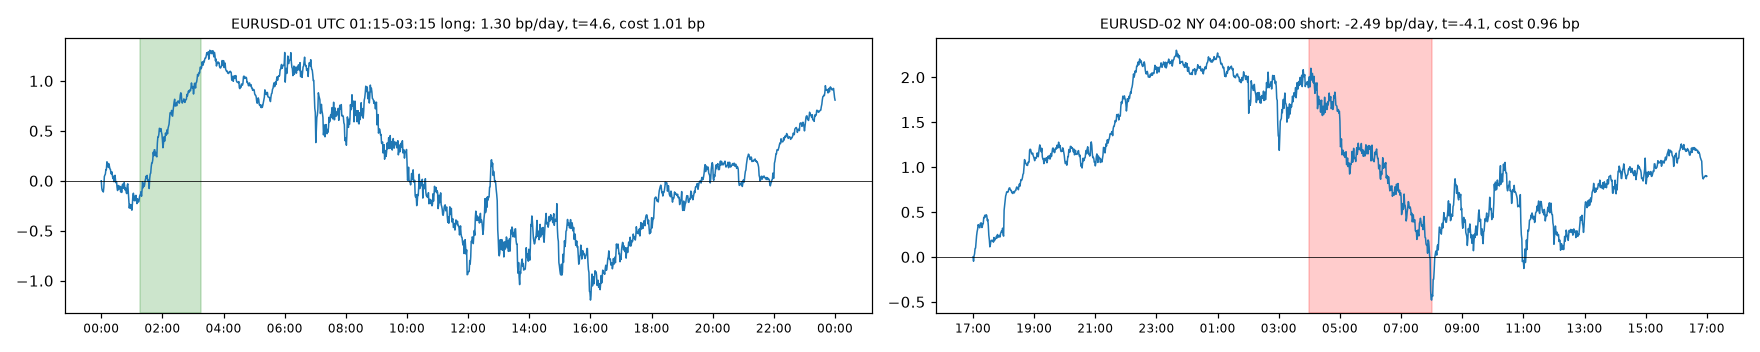 EURUSD-01 UTC 01:15-03:15 long: 1.30 bp/day, t=4.6, cost 1.01 bp
1.0
0.5
0.0
−0.5
−1.0
00:00 02:00 04:00 06:00 08:00 10:00 12:00 14:00 16:00 18:00 20:00 22:00 00:00
EURUSD-02 NY 04:00-08:00 short: -2.49 bp/day, t=-4.1, cost 0.96 bp
2.0
1.5
1.0
0.5
0.0
−0.5
17:00 19:00 21:00 23:00 01:00 03:00 05:00 07:00 09:00 11:00 13:00 15:00 17:00